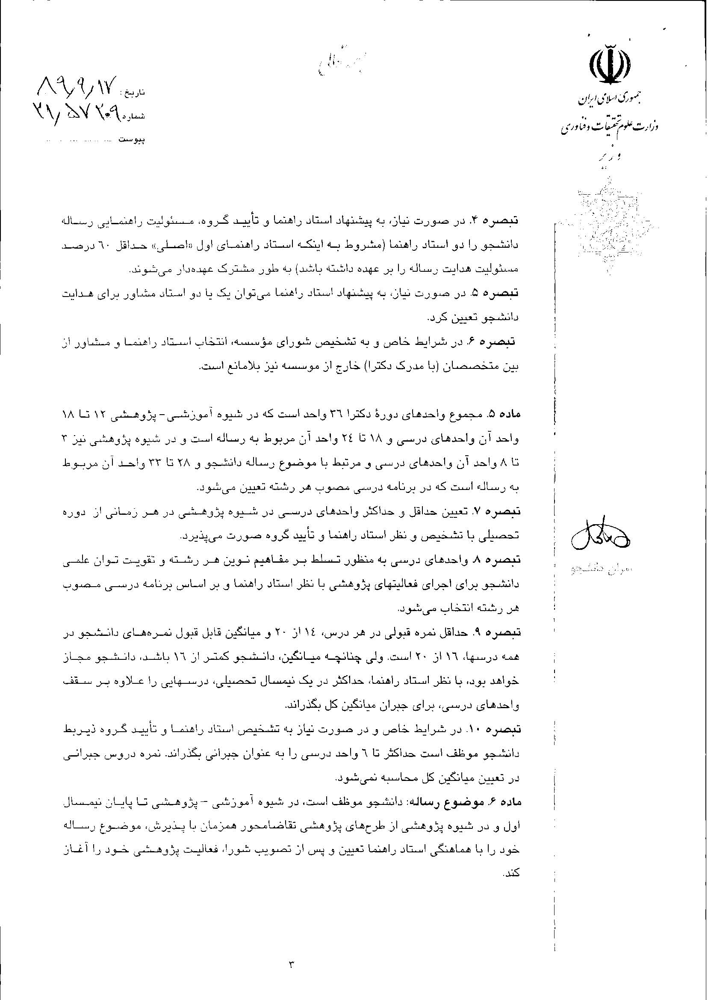 جمهوری اسلامی ایران
وزارت علوم تحقیقات و فناوری
وزیر
تاریخ: ۸۹/۹/۱۷
شماره ۲۱/۵۷۲۰۹
پیوست
تبصره ۴. در صورت نیاز، به پیشنهاد استاد راهنما و تأیید گروه، مسئولیت راهنمایی رساله
دانشجو را دو استاد راهنما (مشروط به اینکه استاد راهنمای اول «اصلی» حداقل ۶۰ درصد
مسئولیت هدایت رساله را بر عهده داشته باشد) به طور مشترک عهده‌دار می‌شوند.
تبصره ۵. در صورت نیاز، به پیشنهاد استاد راهنما می‌توان یک یا دو استاد مشاور برای هدایت
دانشجو تعیین کرد.
تبصره ۶. در شرایط خاص و به تشخیص شورای مؤسسه، انتخاب استاد راهنما و مشاور از
بین متخصصان (با مدرک دکترا) خارج از موسسه نیز بلامانع است.
ماده ۵. مجموع واحدهای دورۀ دکترا ۳۶ واحد است که در شیوه آموزشی- پژوهشی ۱۲ تا ۱۸
واحد آن واحدهای درسی و ۱۸ تا ۲۴ واحد آن مربوط به رساله است و در شیوه پژوهشی نیز ۳
تا ۸ واحد آن واحدهای درسی و مرتبط با موضوع رساله دانشجو و ۲۸ تا ۳۳ واحد آن مربوط
به رساله است که در برنامه درسی مصوب هر رشته تعیین می‌شود.
تبصره ۷. تعیین حداقل و حداکثر واحدهای درسی در شیوه پژوهشی در هر زمانی از دوره
تحصیلی با تشخیص و نظر استاد راهنما و تأیید گروه صورت می‌پذیرد.
تبصره ۸ واحدهای درسی به منظور تسلط بر مفاهیم نوین هر رشته و تقویت توان علمی
دانشجو برای اجرای فعالیتهای پژوهشی با نظر استاد راهنما و بر اساس برنامه درسی مصوب
هر رشته انتخاب می‌شود.
تبصره ۹. حداقل نمره قبولی در هر درس، ۱۴ از ۲۰ و میانگین قابل قبول نمره‌های دانشجو در
همه درسها، ۱۶ از ۲۰ است. ولی چنانچه میانگین، دانشجو کمتر از ۱۶ باشد، دانشجو مجاز
خواهد بود، با نظر استاد راهنما، حداکثر در یک نیمسال تحصیلی، درسهایی را علاوه بر سقف
واحدهای درسی، برای جبران میانگین کل بگذراند.
تبصره ۱۰. در شرایط خاص و در صورت نیاز به تشخیص استاد راهنما و تأیید گروه ذیربط
دانشجو موظف است حداکثر تا ۶ واحد درسی را به عنوان جبرانی بگذراند. نمره دروس جبرانی
در تعیین میانگین کل محاسبه نمی‌شود.
ماده ۶. موضوع رساله: دانشجو موظف است، در شیوه آموزشی – پژوهشی تا پایان نیمسال
اول و در شیوه پژوهشی از طرح‌های پژوهشی تقاضامحور همزمان با پذیرش، موضوع رساله
خود را با هماهنگی استاد راهنما تعیین و پس از تصویب شورا، فعالیت پژوهشی خود را آغاز
کند.
دانشجو
۳